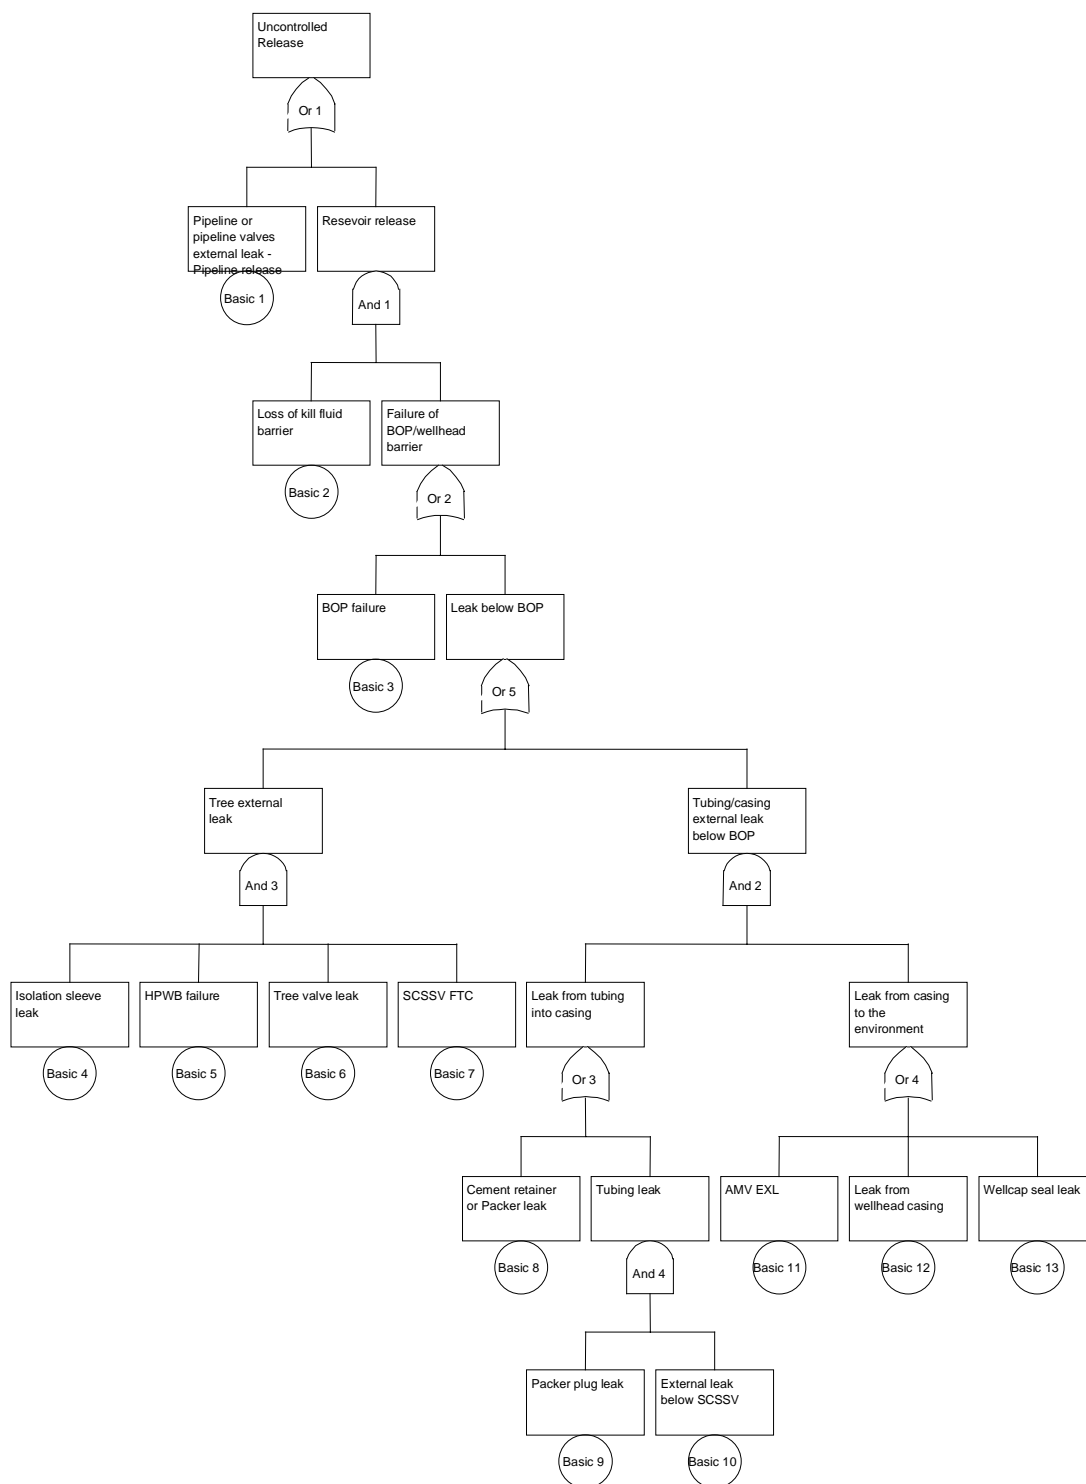 Uncontrolled
Release
Or 1
Pipeline or
pipeline valves
external leak -
Pipeline release
Resevoir release
Basic 1
And 1
Loss of kill fluid
barrier
Failure of
BOP/wellhead
barrier
Basic 2
Or 2
BOP failure
Leak below BOP
Basic 3
Or 5
Tree external
leak
Tubing/casing
external leak
below BOP
And 3
And 2
Isolation sleeve
leak
HPWB failure
Tree valve leak
SCSSV FTC
Leak from tubing
into casing
Leak from casing
to the
environment
Basic 4
Basic 5
Basic 6
Basic 7
Or 3
Or 4
Cement retainer
or Packer leak
Tubing leak
AMV EXL
Leak from
wellhead casing
Wellcap seal leak
Basic 8
And 4
Basic 11
Basic 12
Basic 13
Packer plug leak
External leak
below SCSSV
Basic 9
Basic 10